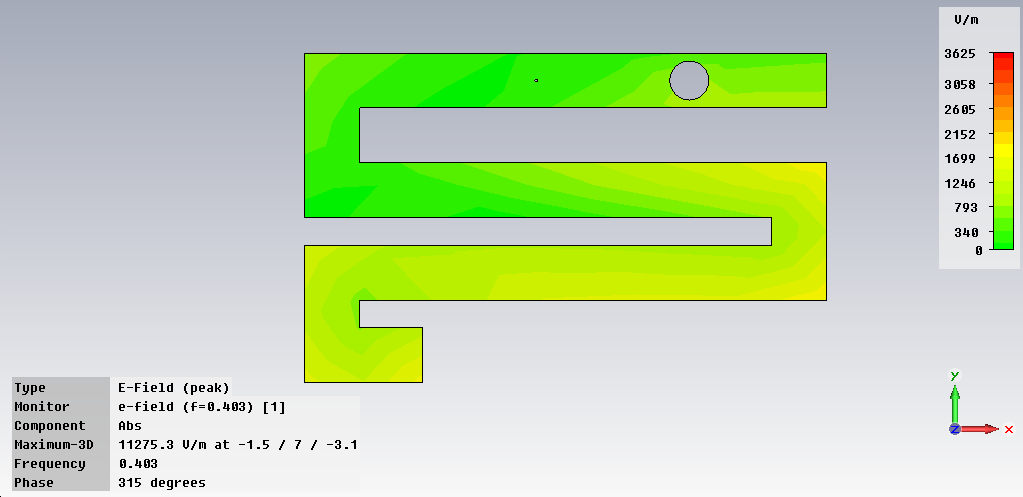 V/m
3625
3058
2605
2152
1699
1246
793
340
0
Type E-Field (peak)
Monitor e-field (f=0.403) [1]
Component Abs
Maximum-3D 11275.3 V/m at -1.5 / 7 / -3.1
Frequency 0.403
Phase 315 degrees
y
z x